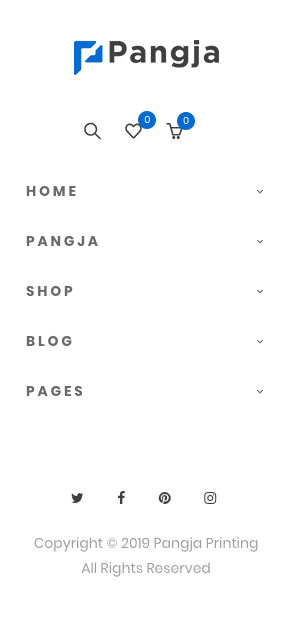 Pangja
0
0
HOME
PANGJA
SHOP
BLOG
PAGES
Copyright © 2019 Pangja Printing
All Rights Reserved